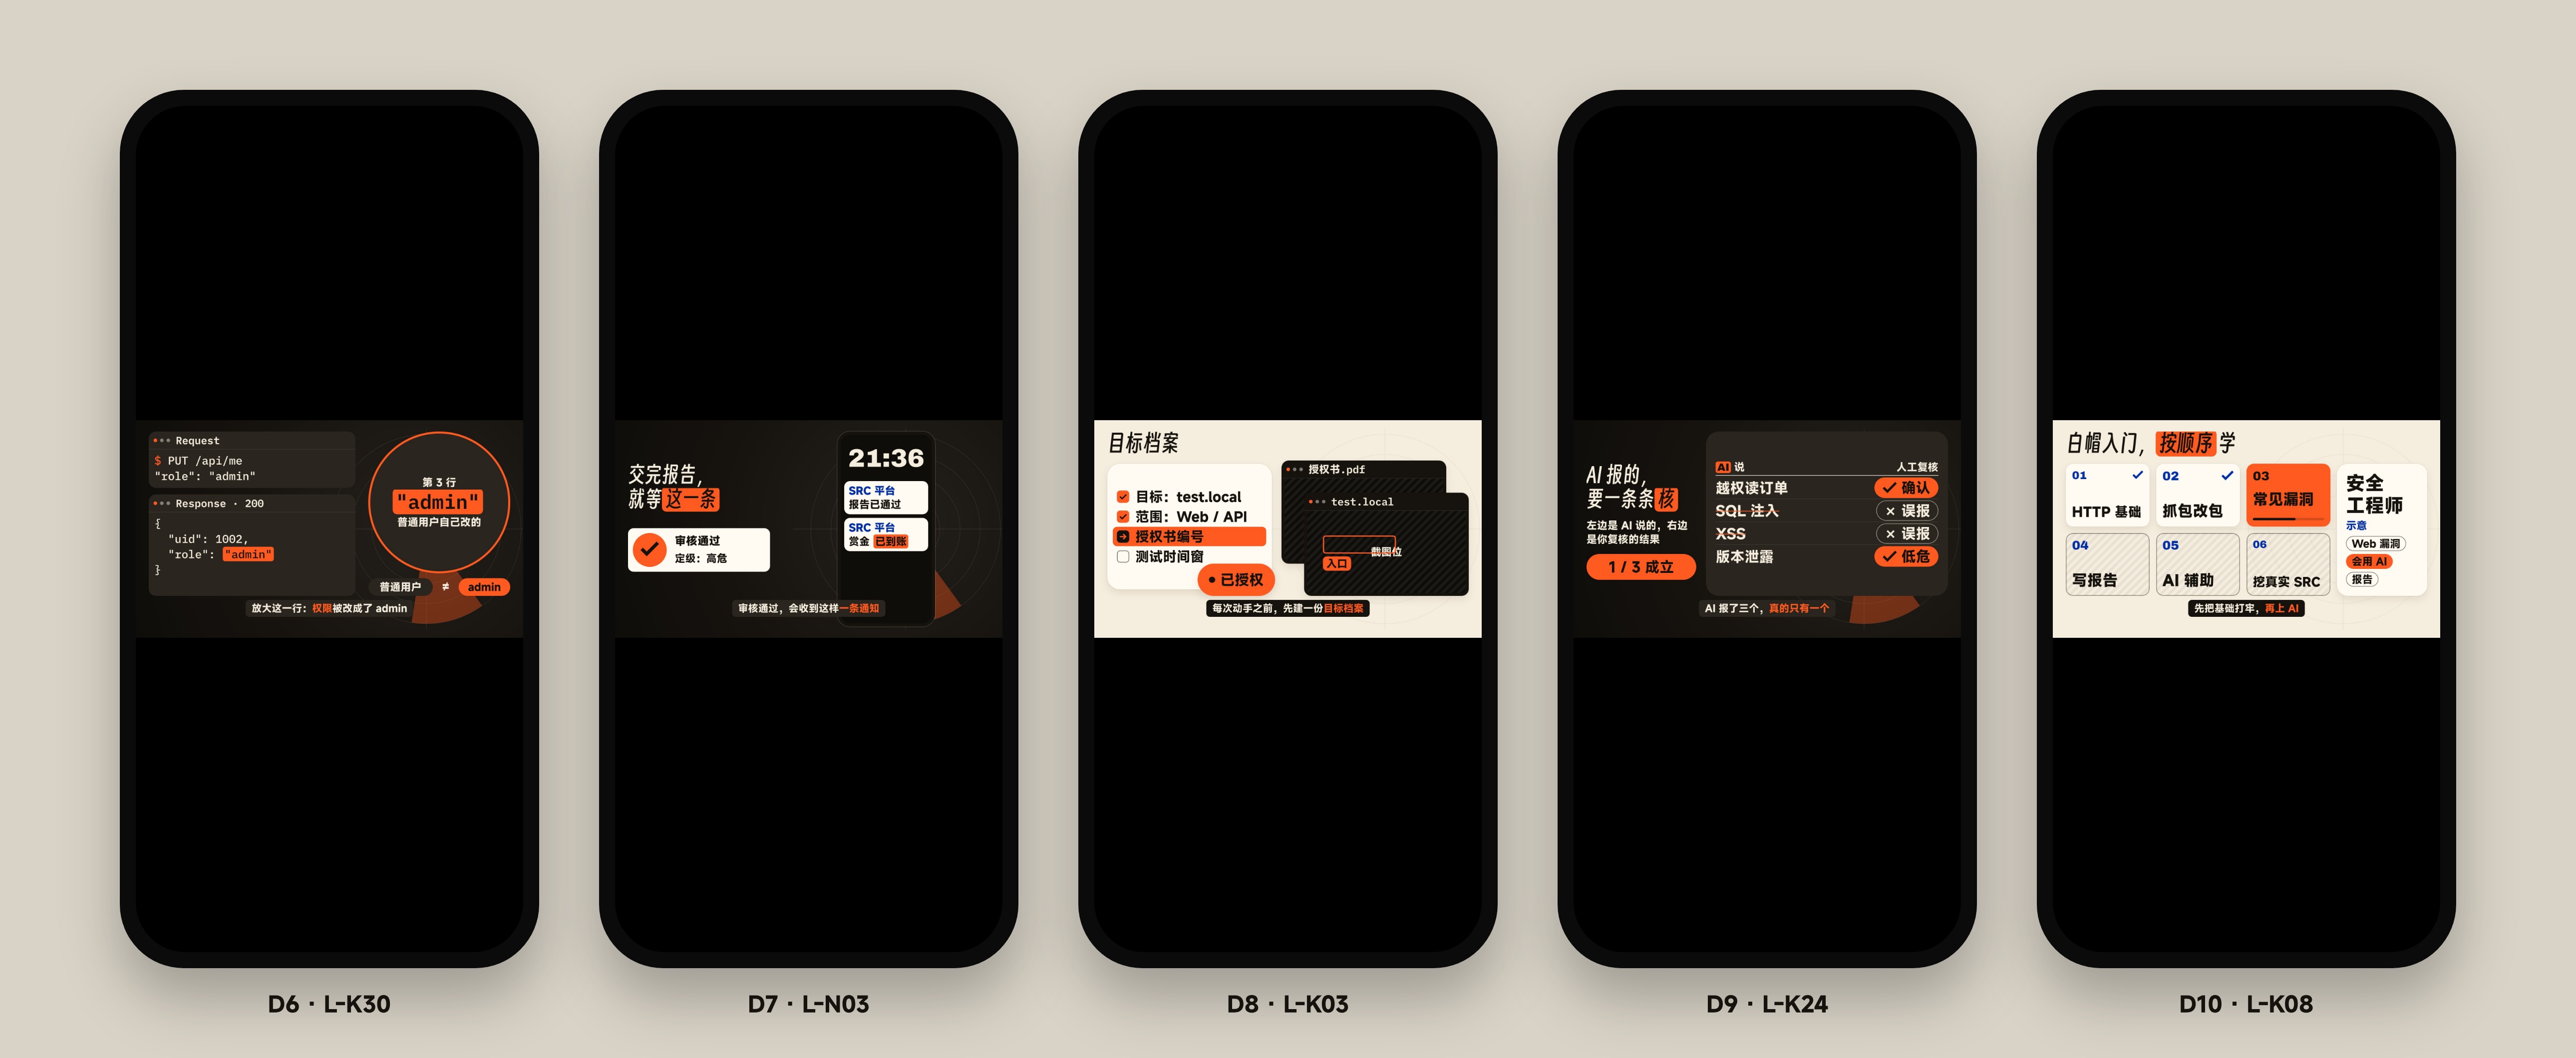 Request
$ PUT /api/me
"role": "admin"
Response · 200
{
"uid": 1002,
"role": "admin"
}
第 3 行
"admin"
普通用户自己改的
普通用户 ≠ admin
放大这一行：权限被改成了 admin
D6 · L-K30
交完报告，
就等这一条
审核通过
定级：高危
21:36
SRC 平台
报告已通过
SRC 平台
赏金 已到账
审核通过，会收到这样一条通知
D7 · L-N03
目标档案
目标：test.local
范围：Web / API
授权书编号
测试时间窗
已授权
授权书.pdf
test.local
截图位
入口
每次动手之前，先建一份目标档案
D8 · L-K03
AI 报的，
要一条条核
左边是 AI 说的，右边
是你复核的结果
1 / 3 成立
AI 说 人工复核
越权读订单 确认
SQL 注入 × 误报
XSS × 误报
版本泄露 低危
AI 报了三个，真的只有一个
D9 · L-K24
白帽入门，按顺序学
01
HTTP 基础
02
抓包改包
03
常见漏洞
04
写报告
05
AI 辅助
06
挖真实 SRC
安全
工程师
示意
Web 漏洞
会用 AI
报告
先把基础打牢，再上 AI
D10 · L-K08